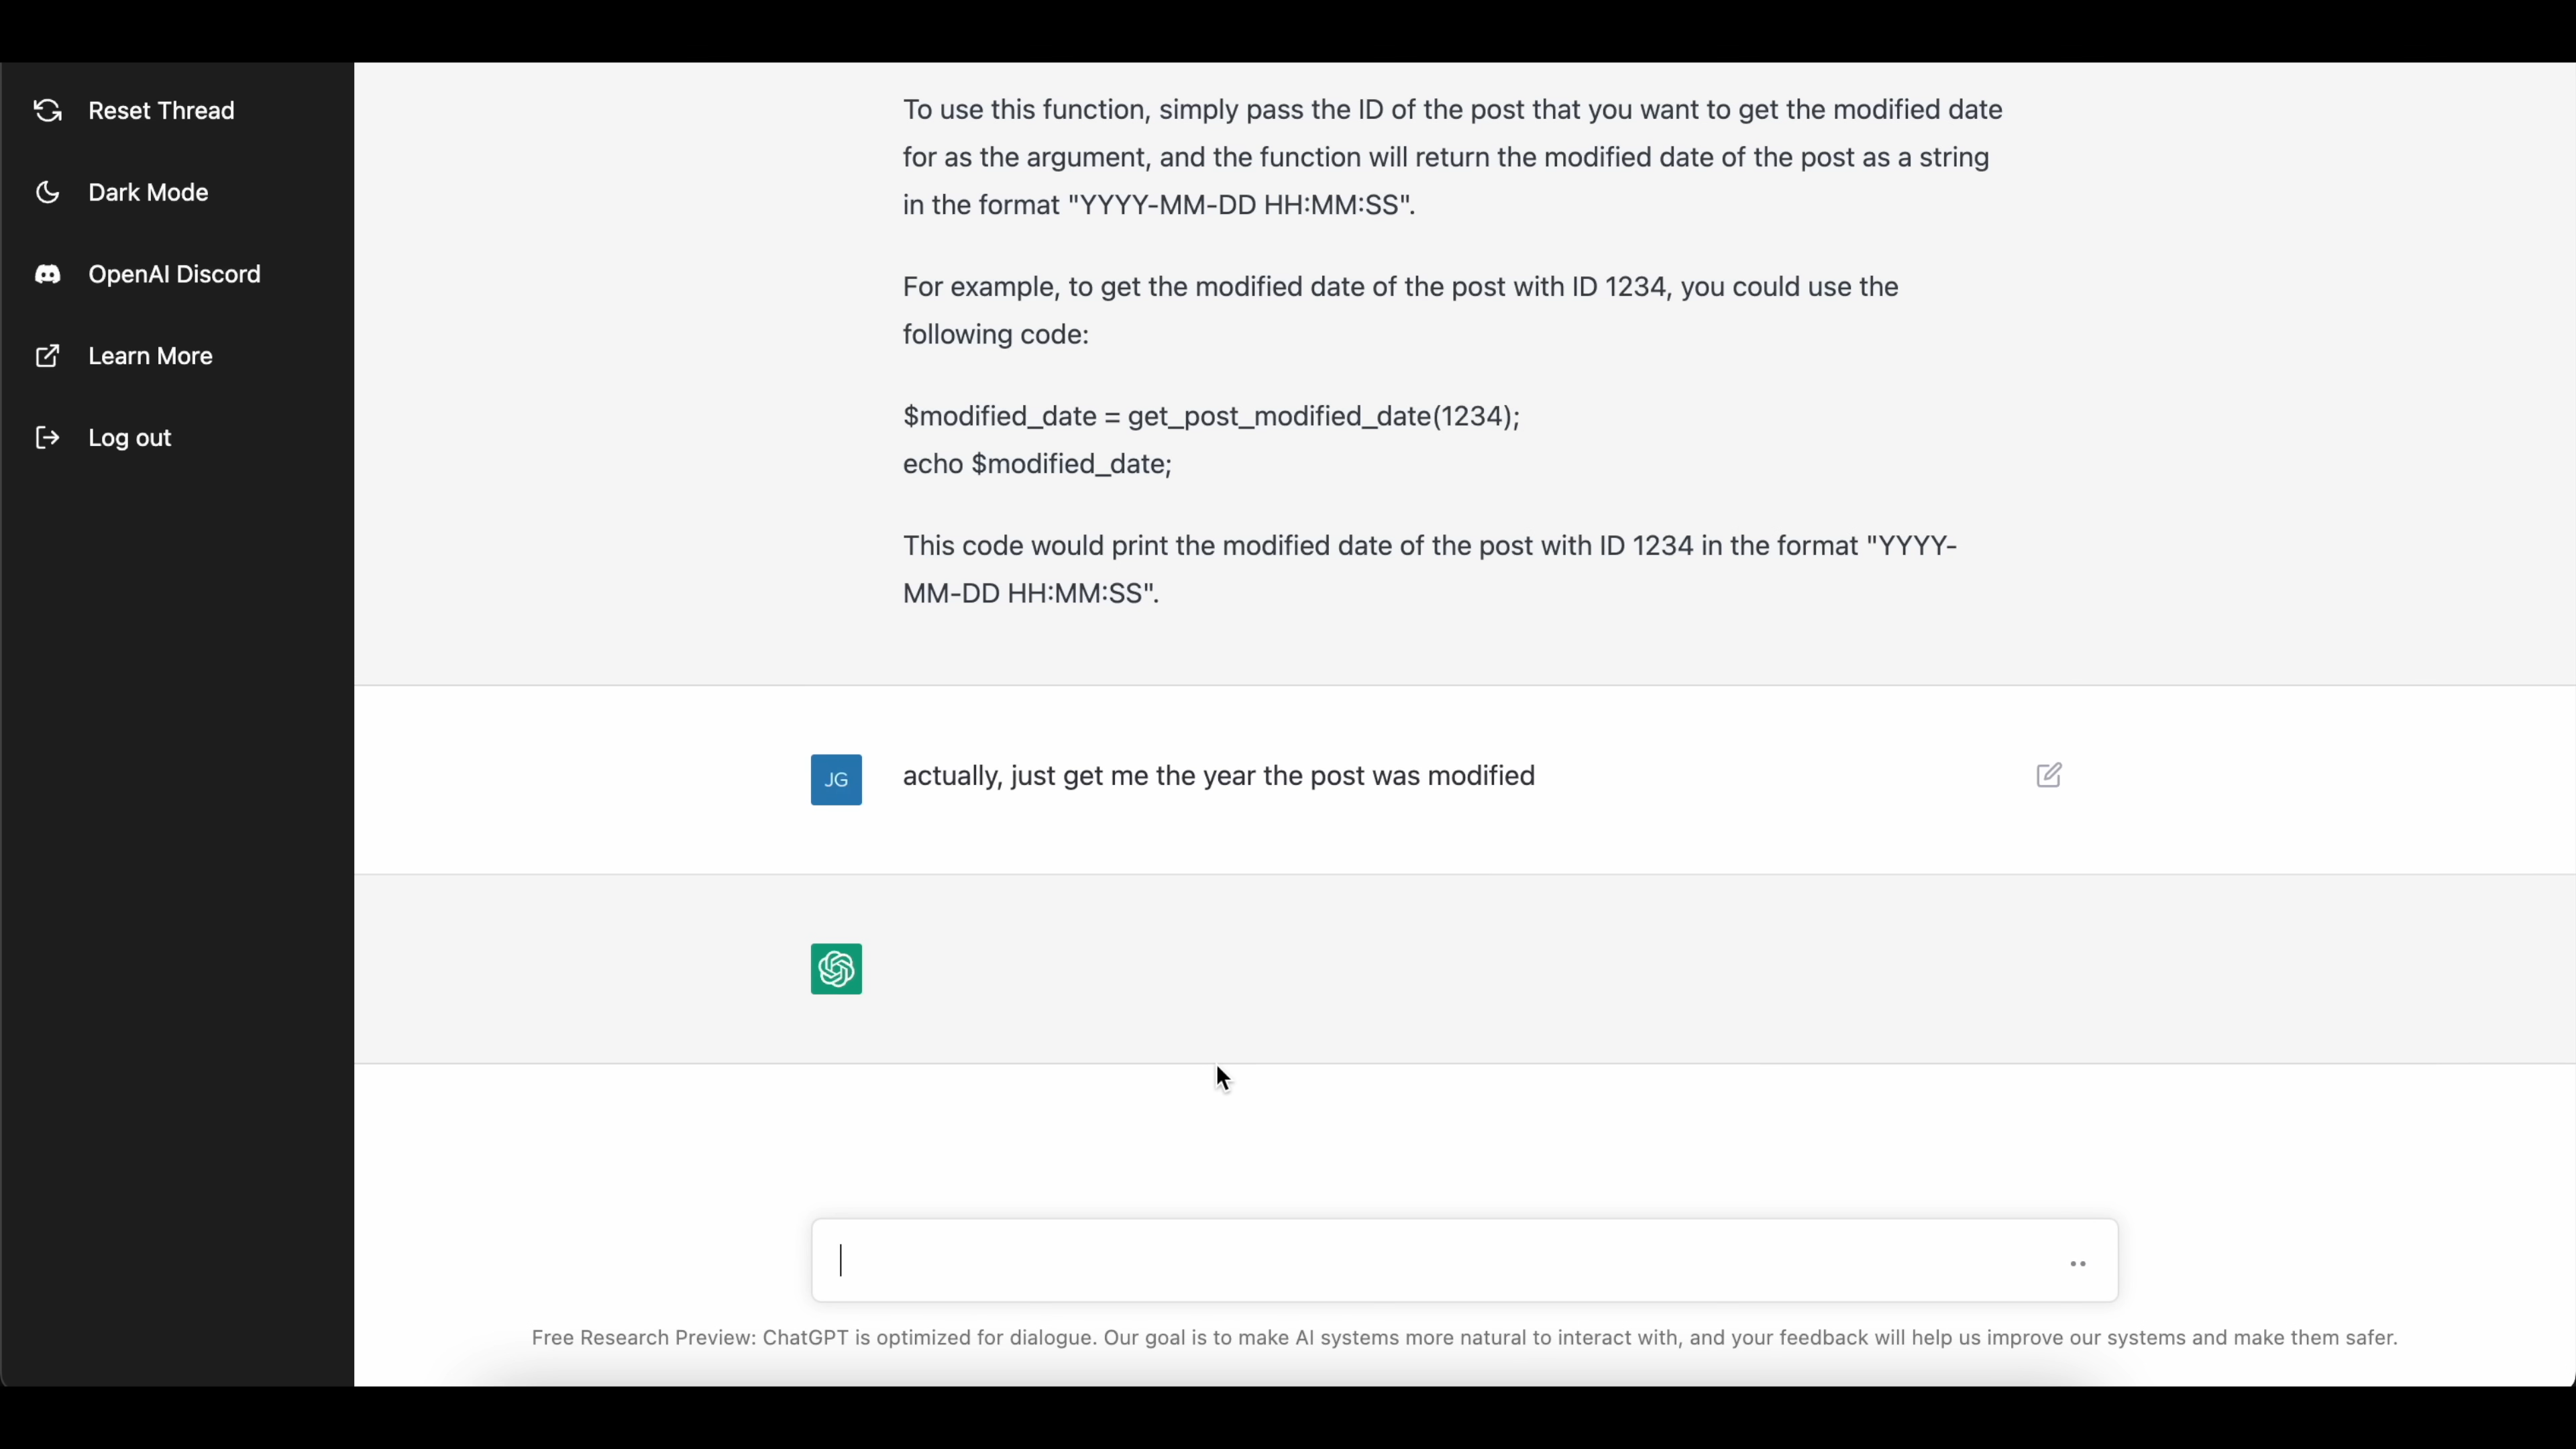 Reset Thread
Dark Mode
OpenAI Discord
Learn More
Log out
To use this function, simply pass the ID of the post that you want to get the modified date
for as the argument, and the function will return the modified date of the post as a string
in the format "YYYY-MM-DD HH:MM:SS".
For example, to get the modified date of the post with ID 1234, you could use the
following code:
$modified_date = get_post_modified_date(1234);
echo $modified_date;
This code would print the modified date of the post with ID 1234 in the format "YYYY-
MM-DD HH:MM:SS".
JG
actually, just get me the year the post was modified
Free Research Preview: ChatGPT is optimized for dialogue. Our goal is to make AI systems more natural to interact with, and your feedback will help us improve our systems and make them safer.